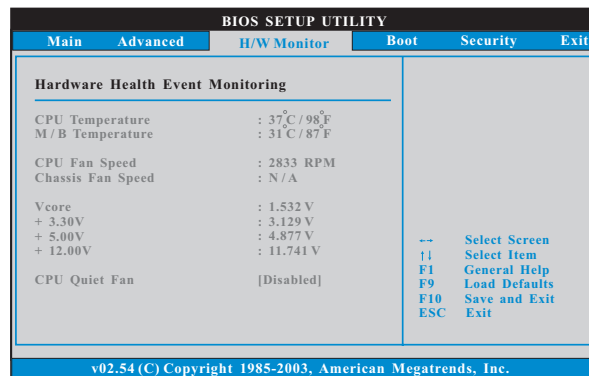 BIOS SETUP UTILITY
Main Advanced H/W Monitor Boot Security Exit
Hardware Health Event Monitoring
CPU Temperature : 37°C / 98°F
M / B Temperature : 31°C / 87°F
CPU Fan Speed : 2833 RPM
Chassis Fan Speed : N / A
Vcore : 1.532 V
+ 3.30V : 3.129 V
+ 5.00V : 4.877 V
+ 12.00V : 11.741 V
CPU Quiet Fan [Disabled]
←→ Select Screen
↑↓ Select Item
F1 General Help
F9 Load Defaults
F10 Save and Exit
ESC Exit
v02.54 (C) Copyright 1985-2003, American Megatrends, Inc.